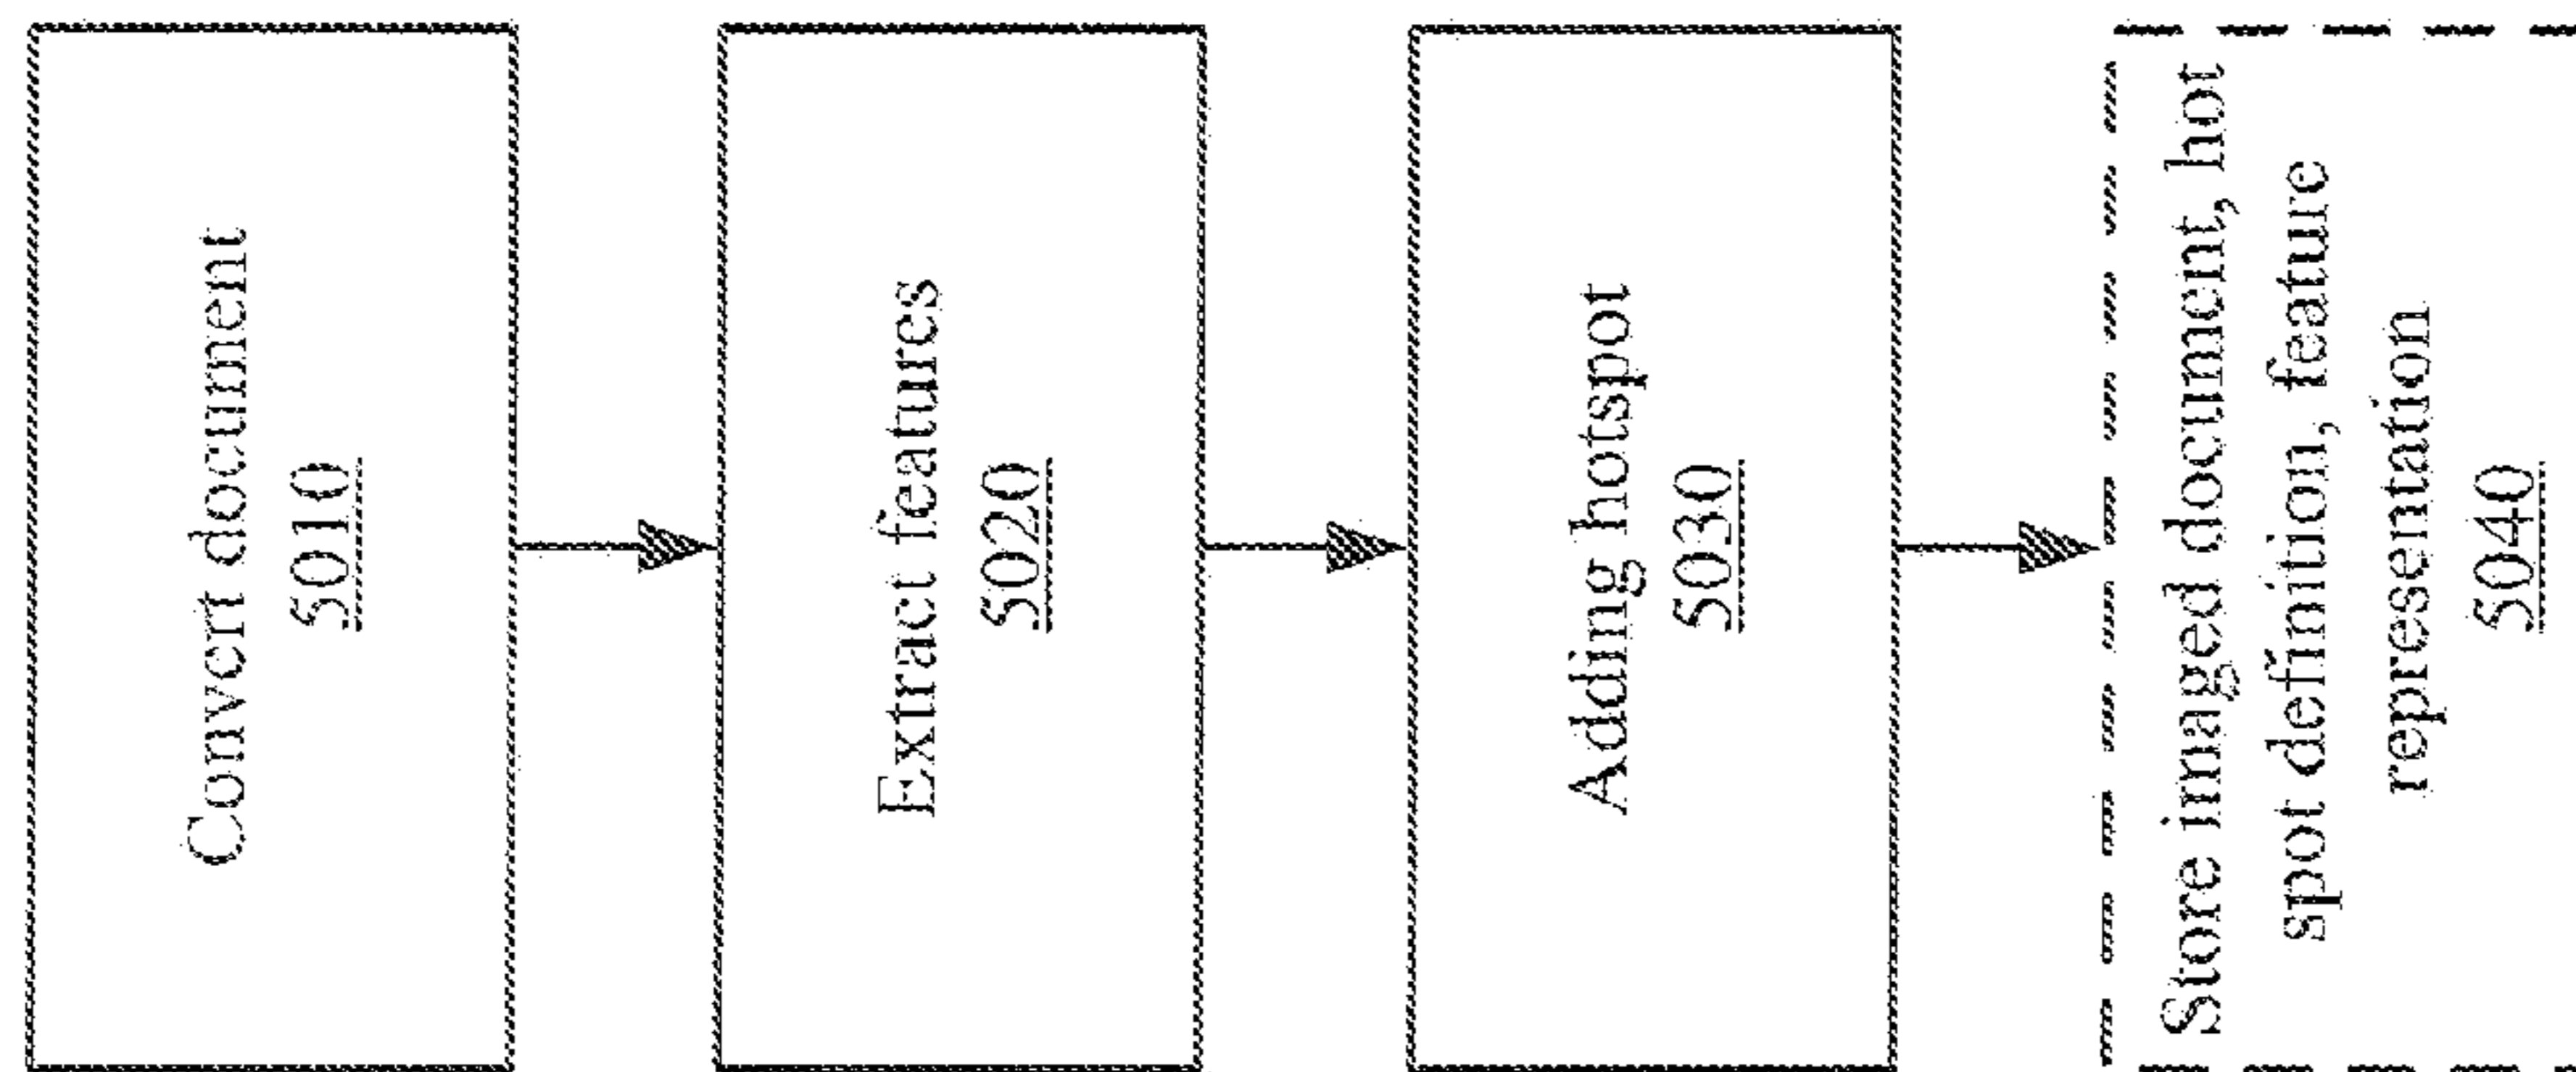 Convert document
5010
Extract features
5020
Adding hotspot
5030
Store imaged document, hot
spot definition, feature
representation
5040